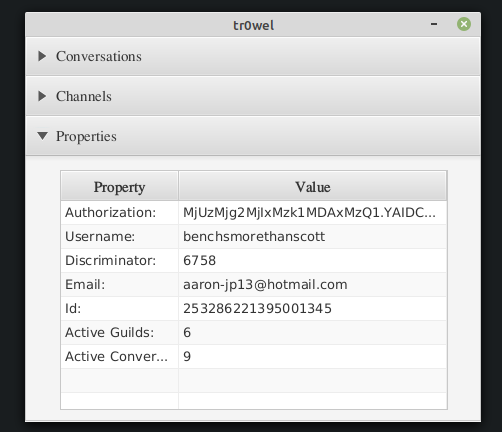 tr0wel
Conversations
Channels
Properties
Property Value
Authorization: MjUzMjg2MjIxMzk1MDAxMzQ1.YAIDC...
Username: benchsmorethanscott
Discriminator: 6758
Email: aaron-jp13@hotmail.com
Id: 253286221395001345
Active Guilds: 6
Active Conver... 9